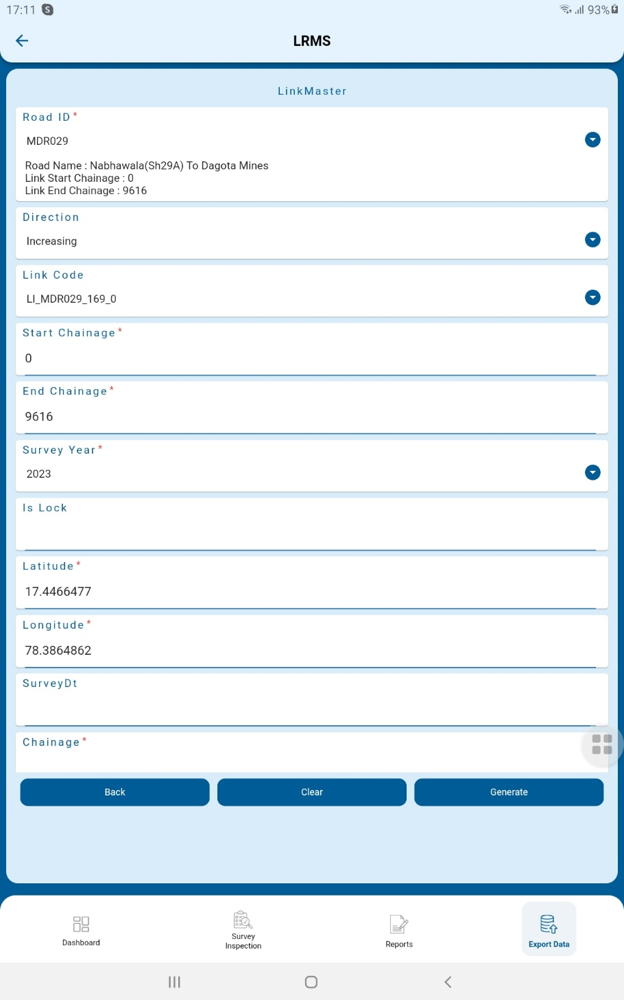 17:11 S 93%
LRMS
LinkMaster
Road ID *
MDR029
Road Name : Nabhawala(Sh29A) To Dagota Mines
Link Start Chainage : 0
Link End Chainage : 9616
Direction
Increasing
Link Code
LI_MDR029_169_0
Start Chainage *
0
End Chainage *
9616
Survey Year *
2023
Is Lock
Latitude *
17.4466477
Longitude *
78.3864862
SurveyDt
Chainage *
Back Clear Generate
Dashboard
Survey
Inspection
Reports
Export Data